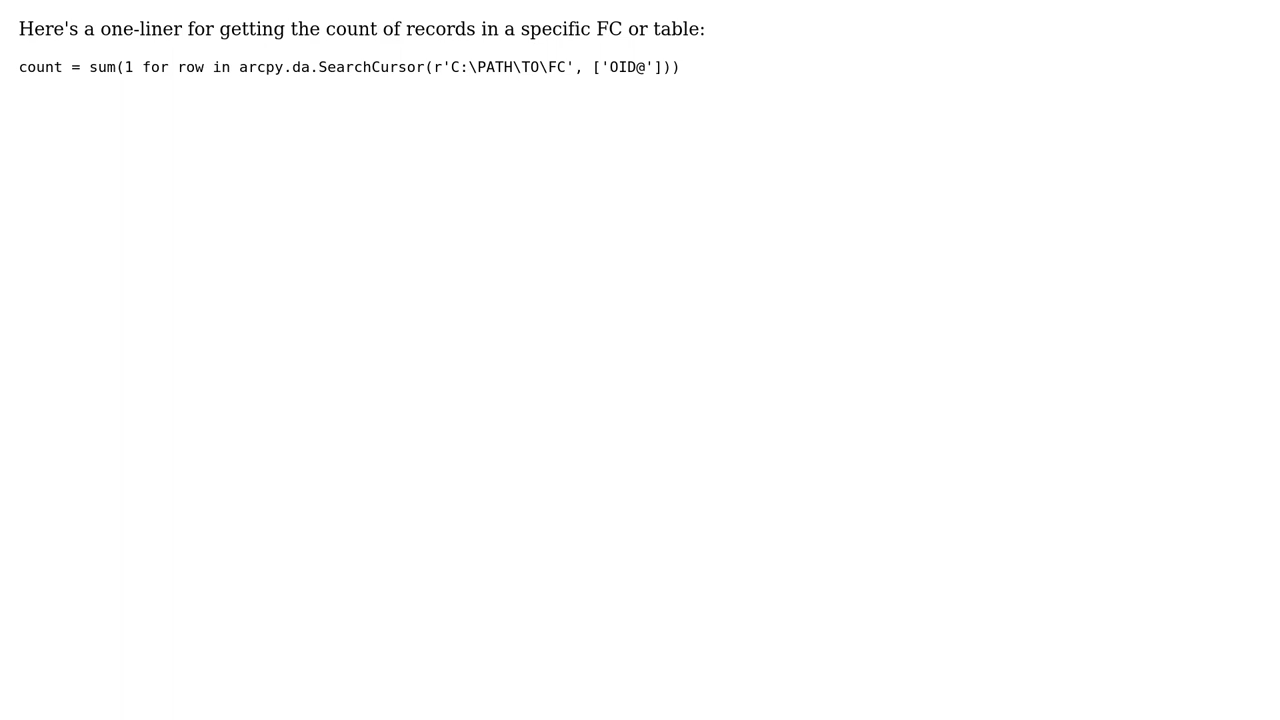 Here's a one-liner for getting the count of records in a specific FC or table:
count = sum(1 for row in arcpy.da.SearchCursor(r'C:\PATH\TO\FC', ['OID@']))